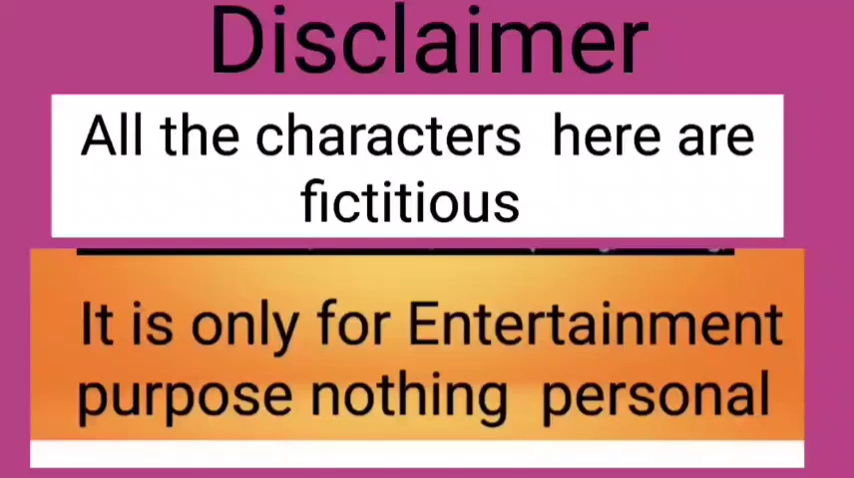 Disclaimer
All the characters here are
fictitious
It is only for Entertainment
purpose nothing personal